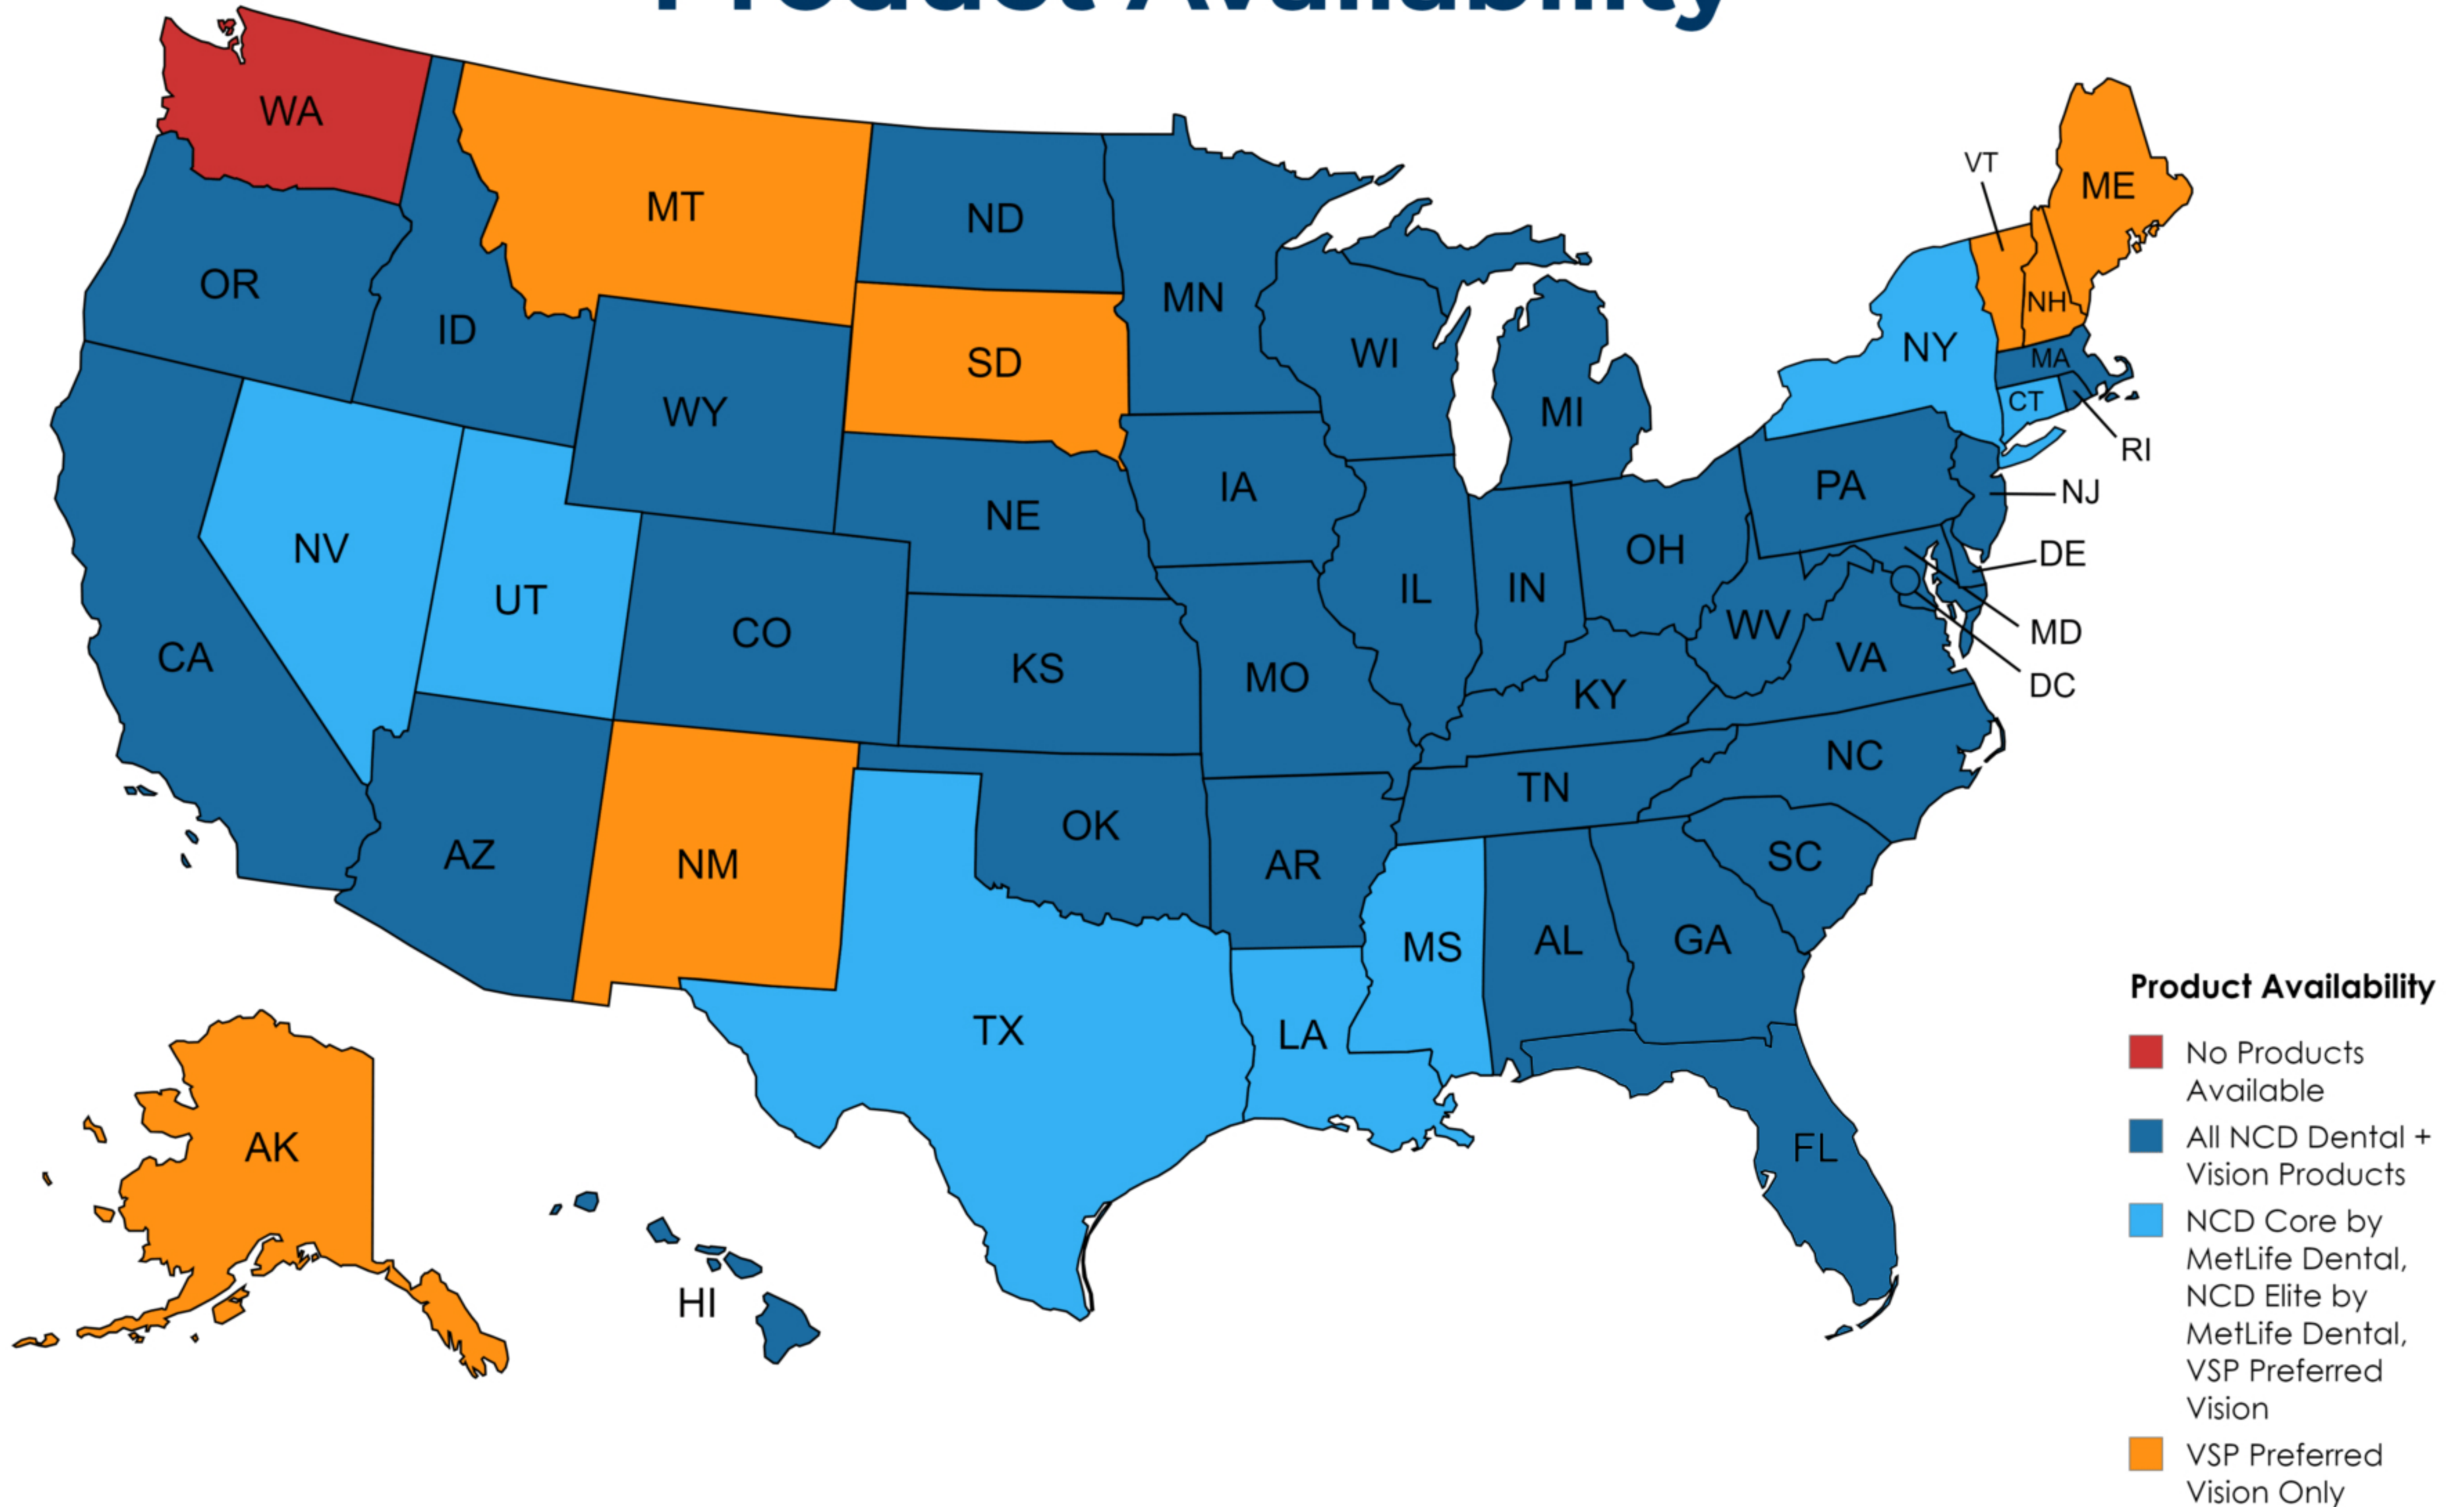 Product Availability
WA
MT
ND
MN
VT
ME
OR
ID
SD
WI
NH
NY
MA
WY
MI
CT
RI
IA
NE
PA
NJ
NV
UT
CO
IL
IN
OH
DE
CA
KS
MO
WV
VA
MD
DC
KY
NC
TN
OK
AZ
NM
AR
SC
MS
AL
GA
TX
LA
AK
FL
HI
Product Availability
No Products
Available
All NCD Dental +
Vision Products
NCD Core by
MetLife Dental,
NCD Elite by
MetLife Dental,
VSP Preferred
Vision
VSP Preferred
Vision Only